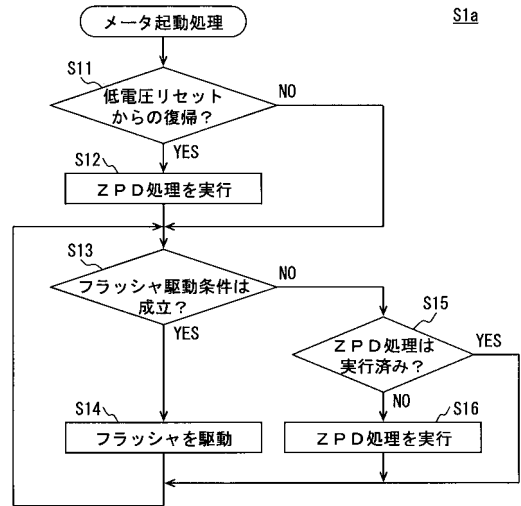 メータ起動処理
S1a
S11
低電圧リセット
からの復帰?
NO
YES
S12
ZPD処理を実行
S13
フラッシャ駆動条件は
成立?
NO
YES
S15
ZPD処理は
実行済み?
YES
NO
S14
フラッシャを駆動
S16
ZPD処理を実行